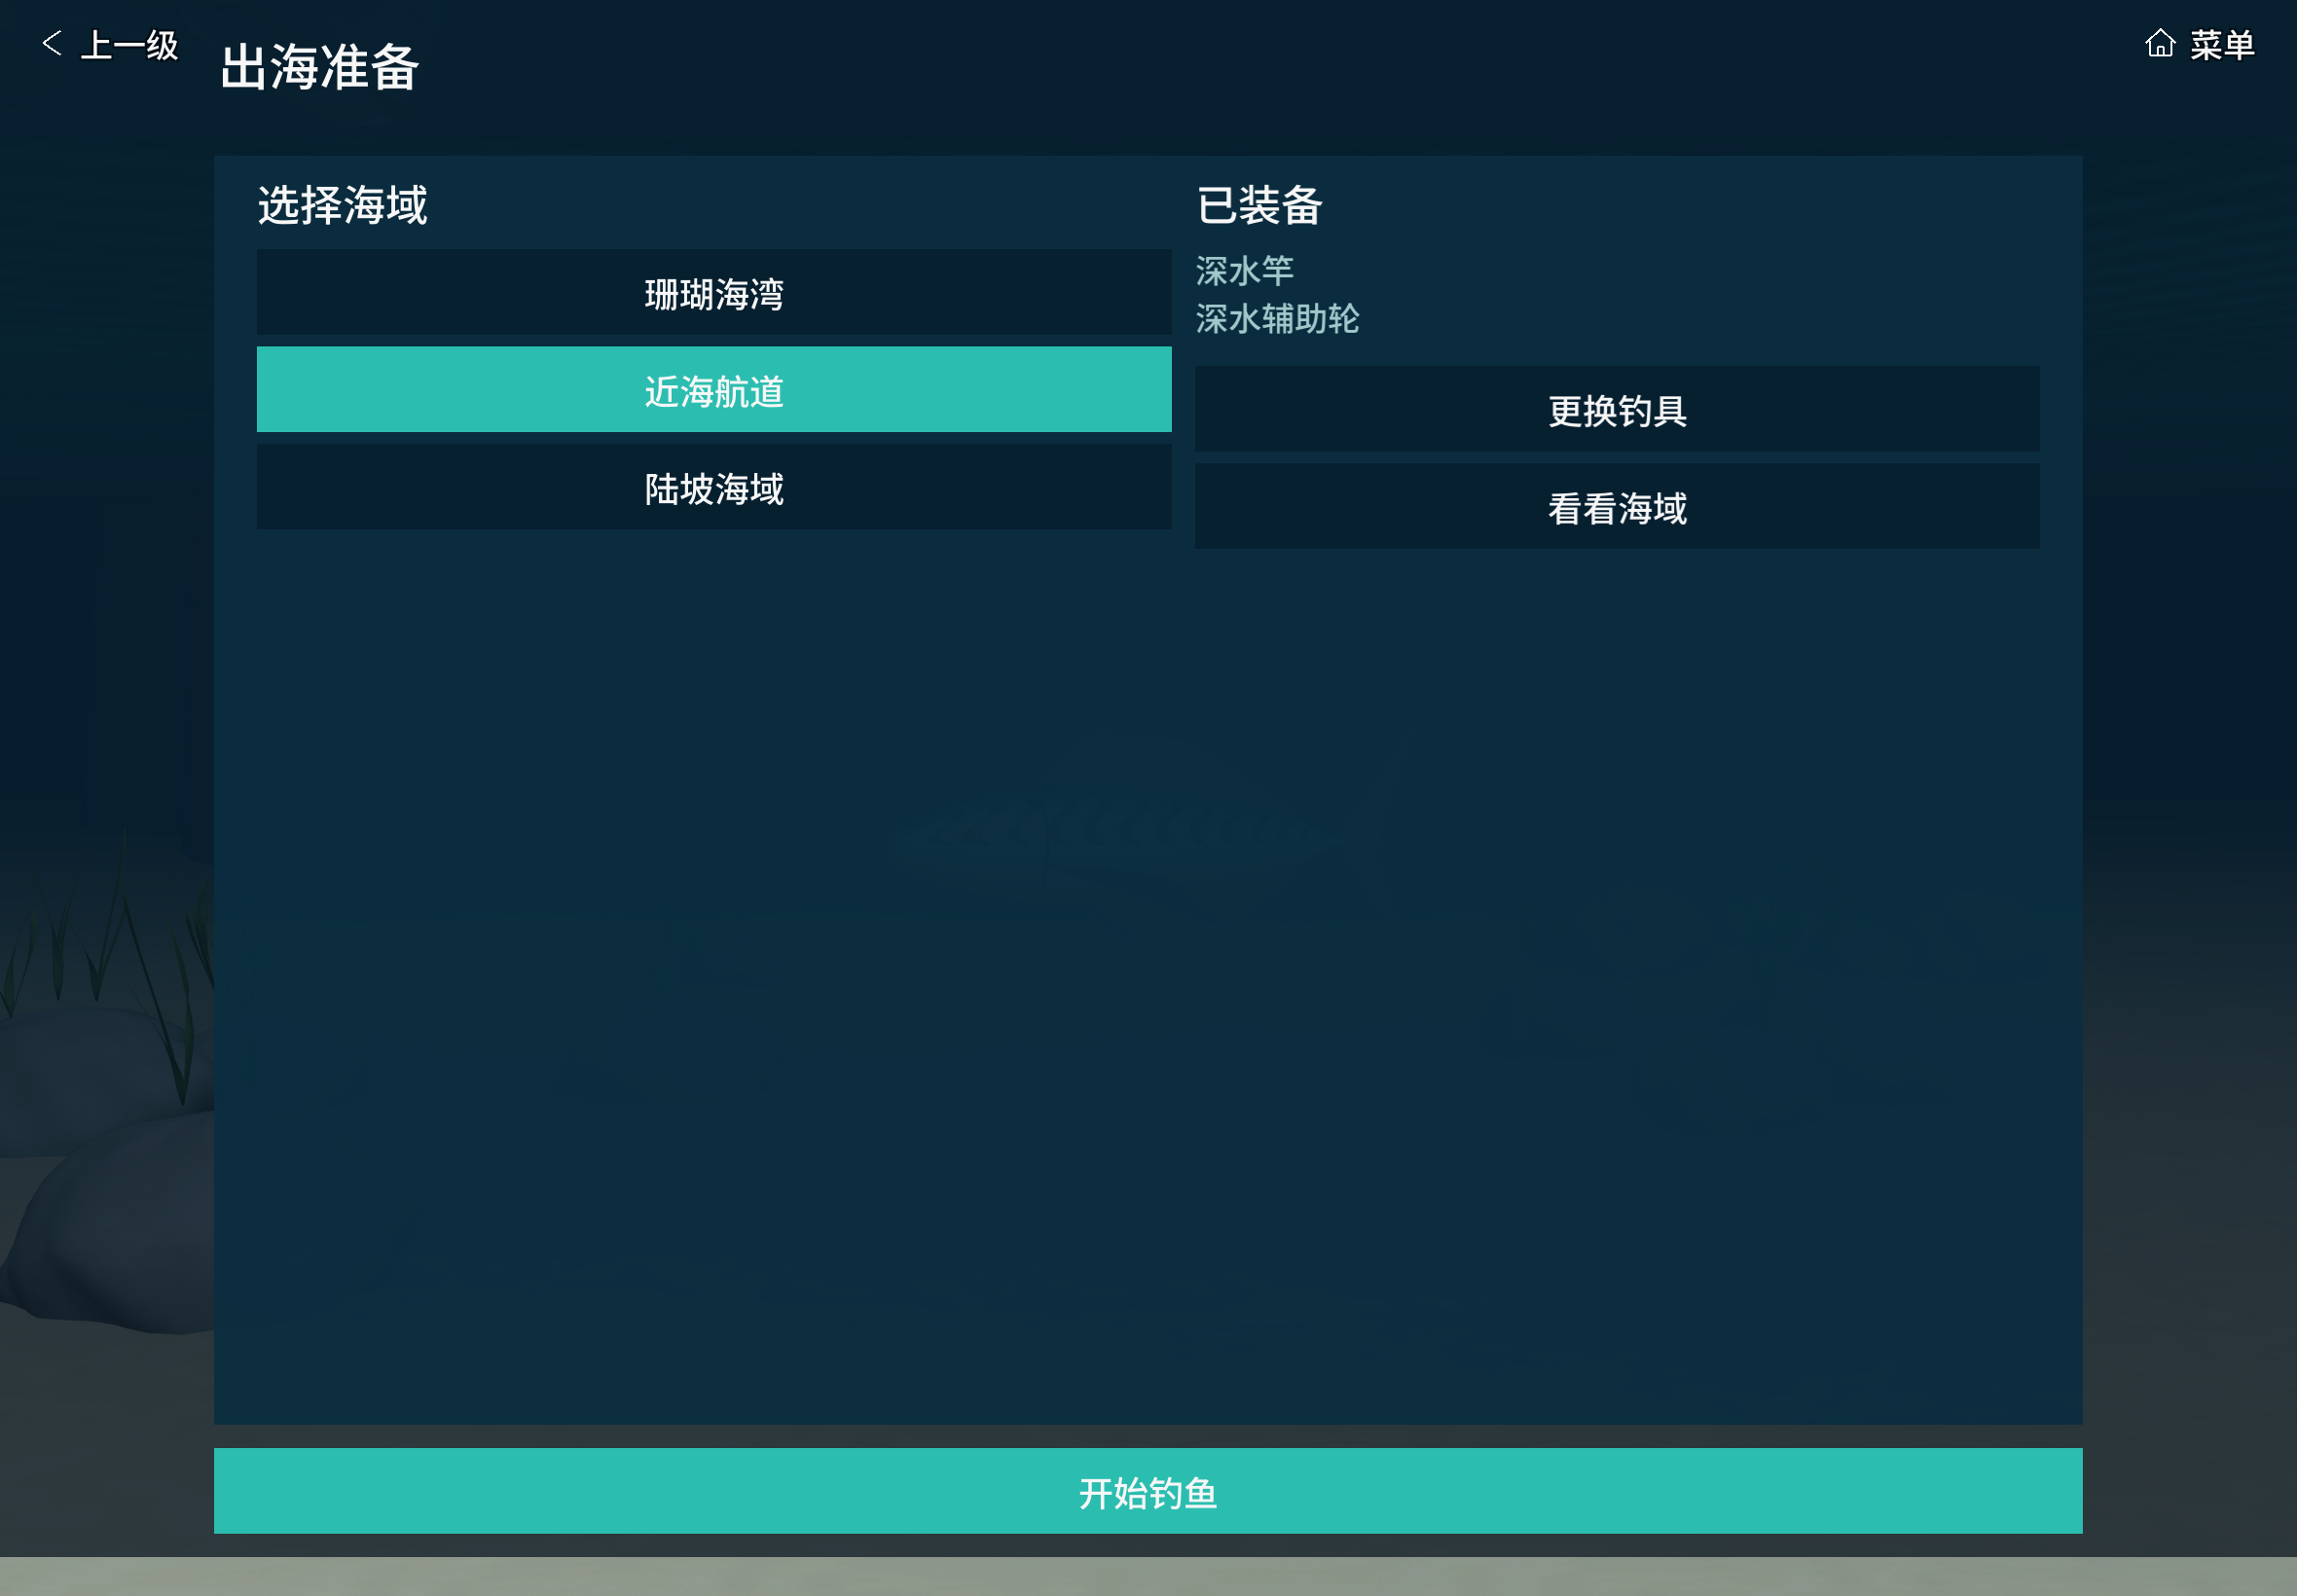 上一级
出海准备
菜单
选择海域
珊瑚海湾
近海航道
陆坡海域
已装备
深水竿
深水辅助轮
更换钓具
看看海域
开始钓鱼